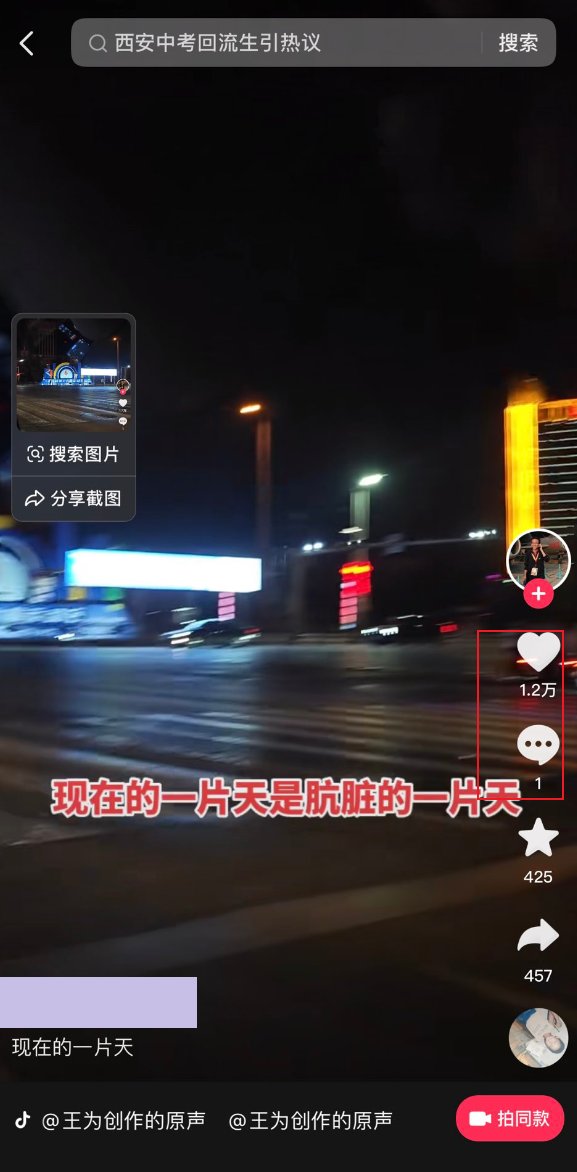 西安中考回流生引热议
搜索
搜索图片
分享截图
1.2万
现在的一片天是肮脏的一片天
1
425
457
现在的一片天
@王为创作的原声 @王为创作的原声
拍同款